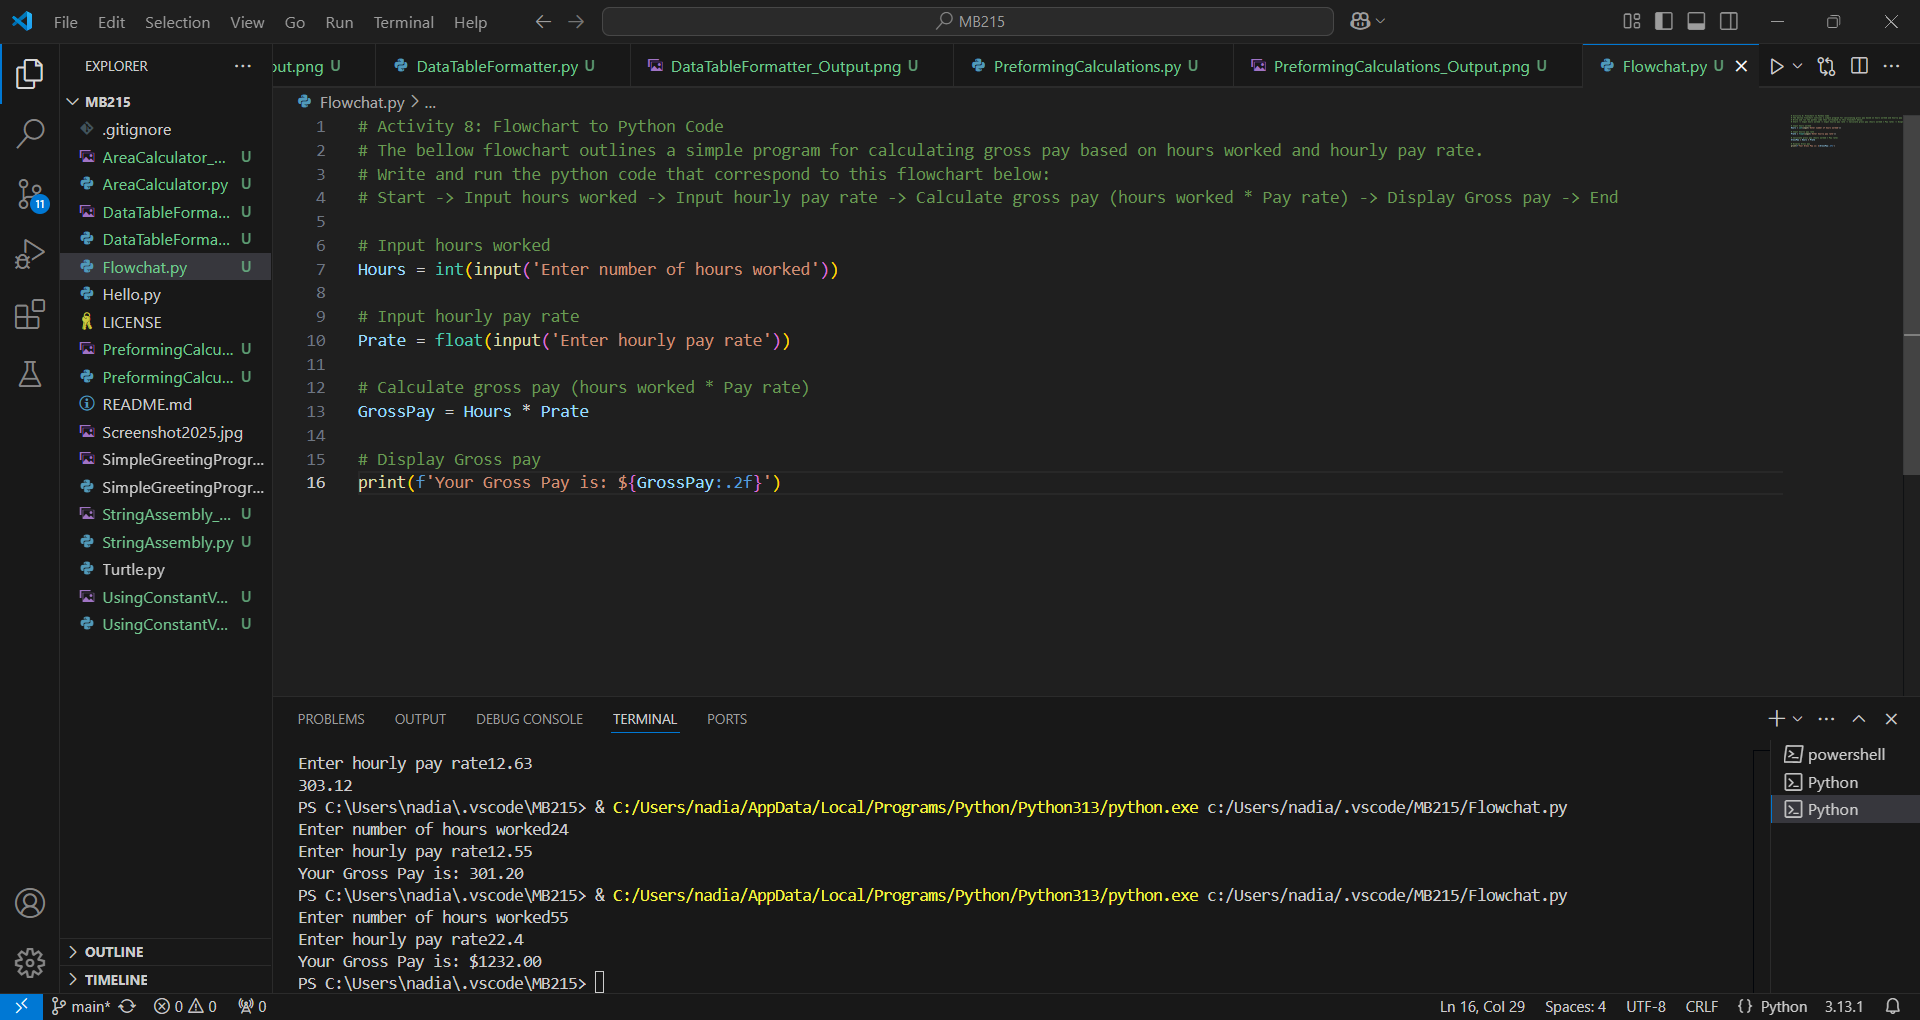 File Edit Selection View Go Run Terminal Help
MB215
EXPLORER
put.png U
DataTableFormatter.py U
DataTableFormatter_Output.png U
PreformingCalculations.py U
PreformingCalculations_Output.png U
Flowchat.py U
MB215
.gitignore
AreaCalculator_... U
AreaCalculator.py U
DataTableForma... U
DataTableForma... U
Flowchat.py U
Hello.py
LICENSE
PreformingCalcu... U
PreformingCalcu... U
README.md
Screenshot2025.jpg
SimpleGreetingProgr...
SimpleGreetingProgr...
StringAssembly_... U
StringAssembly.py U
Turtle.py
UsingConstantV... U
UsingConstantV... U
OUTLINE
TIMELINE
11
Flowchat.py > ...
1 # Activity 8: Flowchart to Python Code
2 # The bellow flowchart outlines a simple program for calculating gross pay based on hours worked and hourly pay rate.
3 # Write and run the python code that correspond to this flowchart below:
4 # Start -> Input hours worked -> Input hourly pay rate -> Calculate gross pay (hours worked * Pay rate) -> Display Gross pay -> End
5
6 # Input hours worked
7 Hours = int(input('Enter number of hours worked'))
8
9 # Input hourly pay rate
10 Prate = float(input('Enter hourly pay rate'))
11
12 # Calculate gross pay (hours worked * Pay rate)
13 GrossPay = Hours * Prate
14
15 # Display Gross pay
16 print(f'Your Gross Pay is: ${GrossPay:.2f}')
PROBLEMS OUTPUT DEBUG CONSOLE TERMINAL PORTS
Enter hourly pay rate12.63
303.12
PS C:\Users\nadia\.vscode\MB215> & C:/Users/nadia/AppData/Local/Programs/Python/Python313/python.exe c:/Users/nadia/.vscode/MB215/Flowchat.py
Enter number of hours worked24
Enter hourly pay rate12.55
Your Gross Pay is: 301.20
PS C:\Users\nadia\.vscode\MB215> & C:/Users/nadia/AppData/Local/Programs/Python/Python313/python.exe c:/Users/nadia/.vscode/MB215/Flowchat.py
Enter number of hours worked55
Enter hourly pay rate22.4
Your Gross Pay is: $1232.00
PS C:\Users\nadia\.vscode\MB215>
powershell
Python
Python
main* 0 0 0
Ln 16, Col 29 Spaces: 4 UTF-8 CRLF {} Python 3.13.1